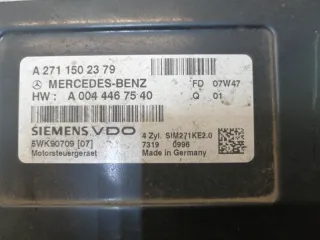 A 271 150 23 79
MERCEDES-BENZ FD 07W47
HW: A 004 446 75 40 Q 01
SIEMENS VDO 4 Zyl. SIM271KE2.0
5WK90709 [07] 7319 0996
Motorsteuergeraet Made in Germany